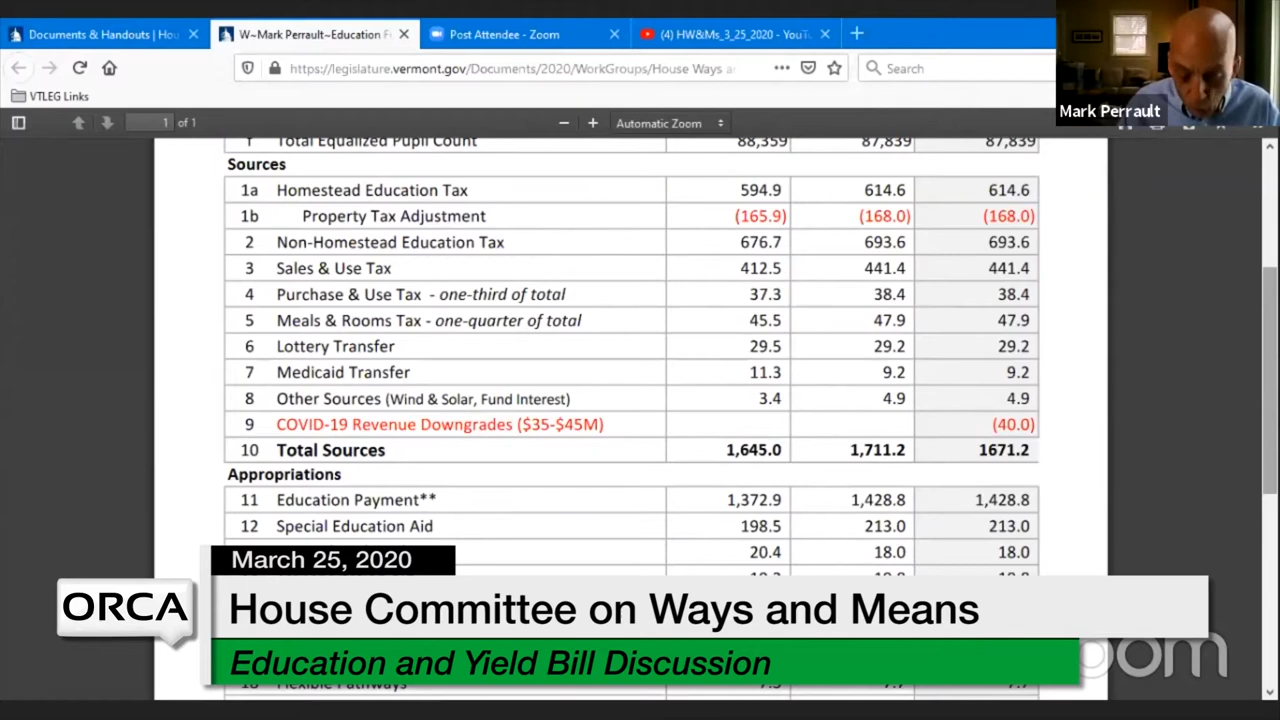 Documents & Handouts | Hou
W~Mark Perrault~Education F
Post Attendee - Zoom
(4) HW&Ms_3_25_2020 - YouT
https://legislature.vermont.gov/Documents/2020/WorkGroups/House Ways a
Search
VTLEG Links
Mark Perrault
1 of 1
Automatic Zoom
Total Equalized Pupil Count 88,359 87,839 87,839
Sources
1a Homestead Education Tax 594.9 614.6 614.6
1b Property Tax Adjustment (165.9) (168.0) (168.0)
2 Non-Homestead Education Tax 676.7 693.6 693.6
3 Sales & Use Tax 412.5 441.4 441.4
4 Purchase & Use Tax - one-third of total 37.3 38.4 38.4
5 Meals & Rooms Tax - one-quarter of total 45.5 47.9 47.9
6 Lottery Transfer 29.5 29.2 29.2
7 Medicaid Transfer 11.3 9.2 9.2
8 Other Sources (Wind & Solar, Fund Interest) 3.4 4.9 4.9
9 COVID-19 Revenue Downgrades ($35-$45M) (40.0)
10 Total Sources 1,645.0 1,711.2 1671.2
Appropriations
11 Education Payment** 1,372.9 1,428.8 1,428.8
12 Special Education Aid 198.5 213.0 213.0
20.4 18.0 18.0
March 25, 2020
ORCA
House Committee on Ways and Means
Education and Yield Bill Discussion